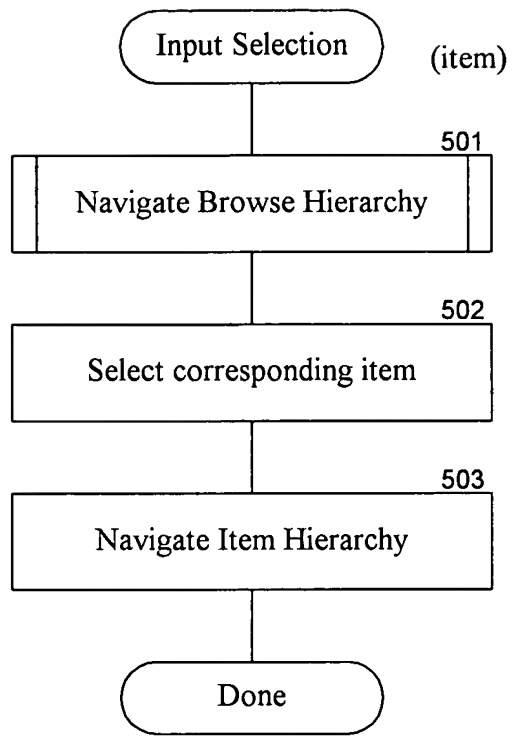 Input Selection
(item)
501
Navigate Browse Hierarchy
502
Select corresponding item
503
Navigate Item Hierarchy
Done